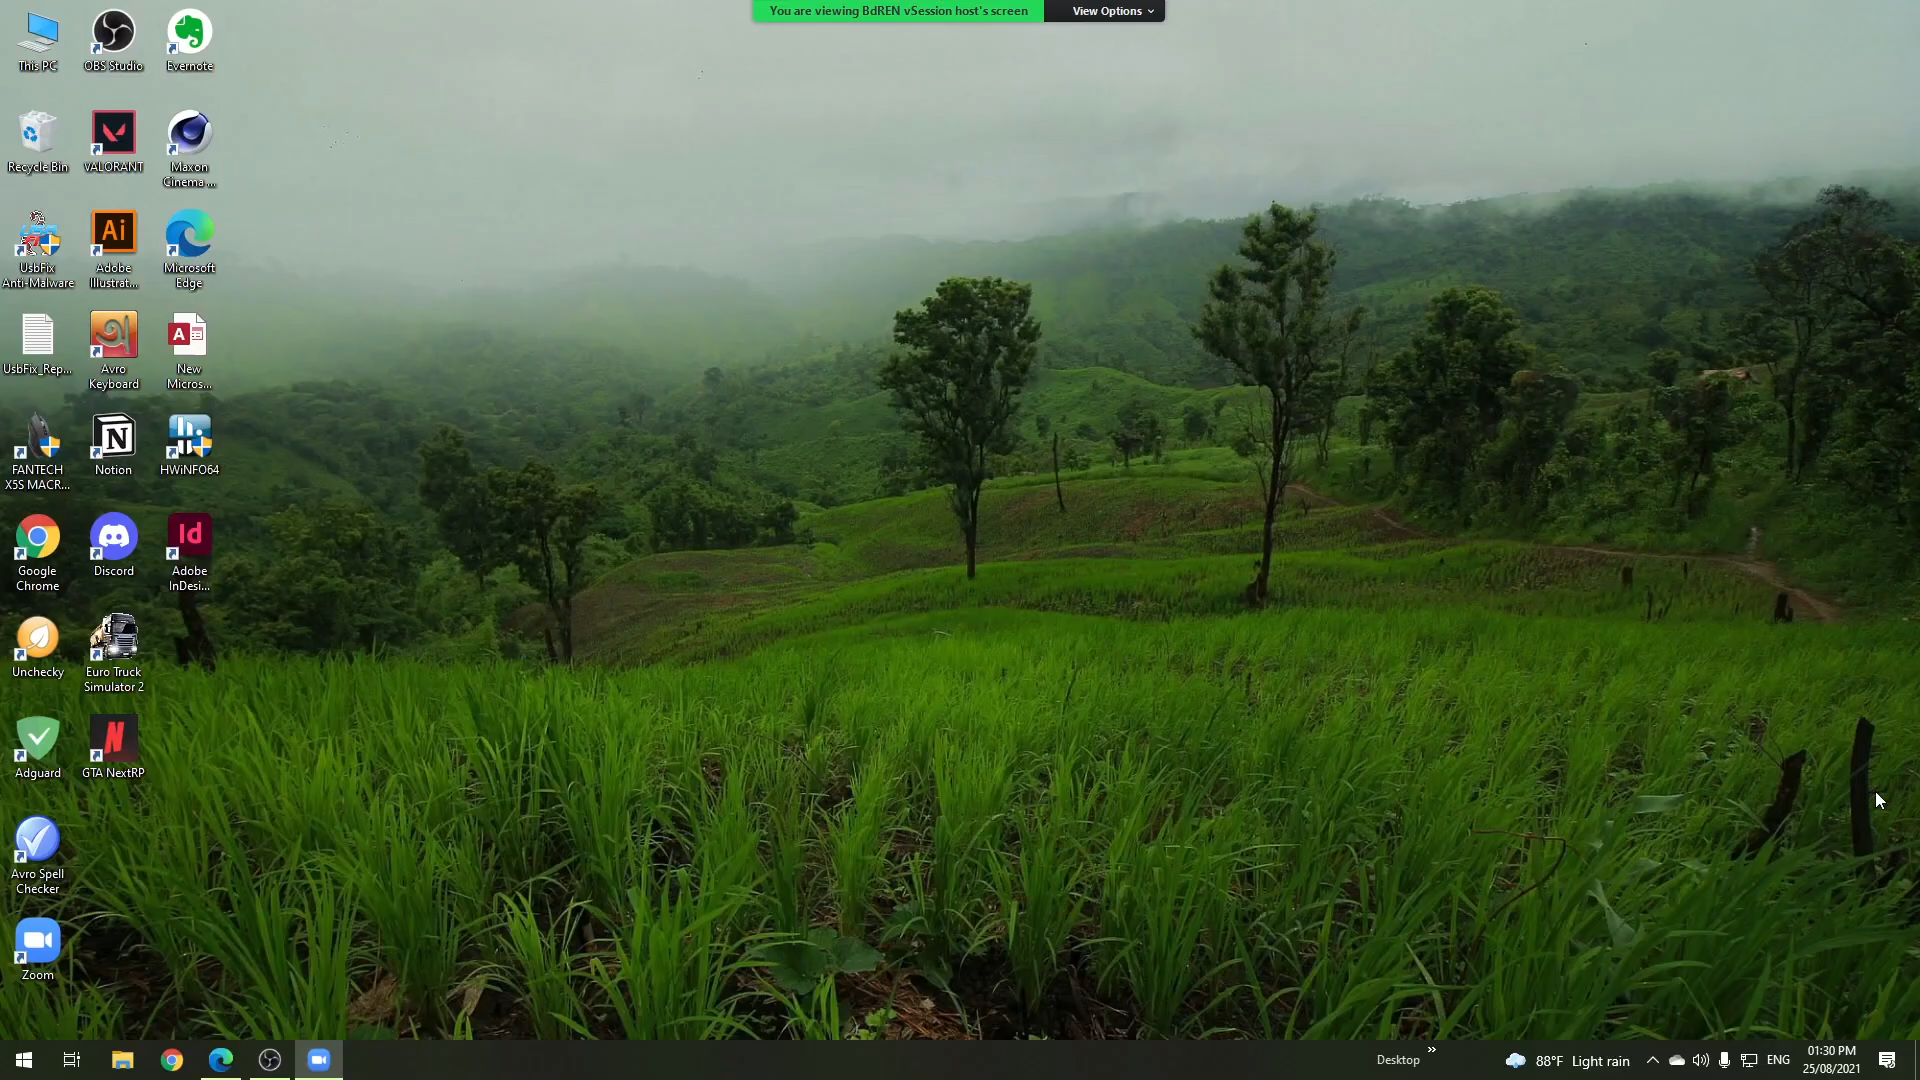 You are viewing BdREN vSession host's screen
View Options
This PC
OBS Studio
Evernote
Recycle Bin
VALORANT
Maxon
Cinema ...
UsbFix
Anti-Malware
Ai
Adobe
Illustrat...
Microsoft
Edge
UsbFix_Rep...
Avro
Keyboard
A
New
Micros...
FANTECH
X5S MACR...
N
Notion
HWiNFO64
Google
Chrome
Discord
Id
Adobe
InDesi...
Unchecky
Euro Truck
Simulator 2
Adguard
N
GTA NextRP
Avro Spell
Checker
Zoom
Desktop
88°F Light rain
ENG
01:30 PM
25/08/2021